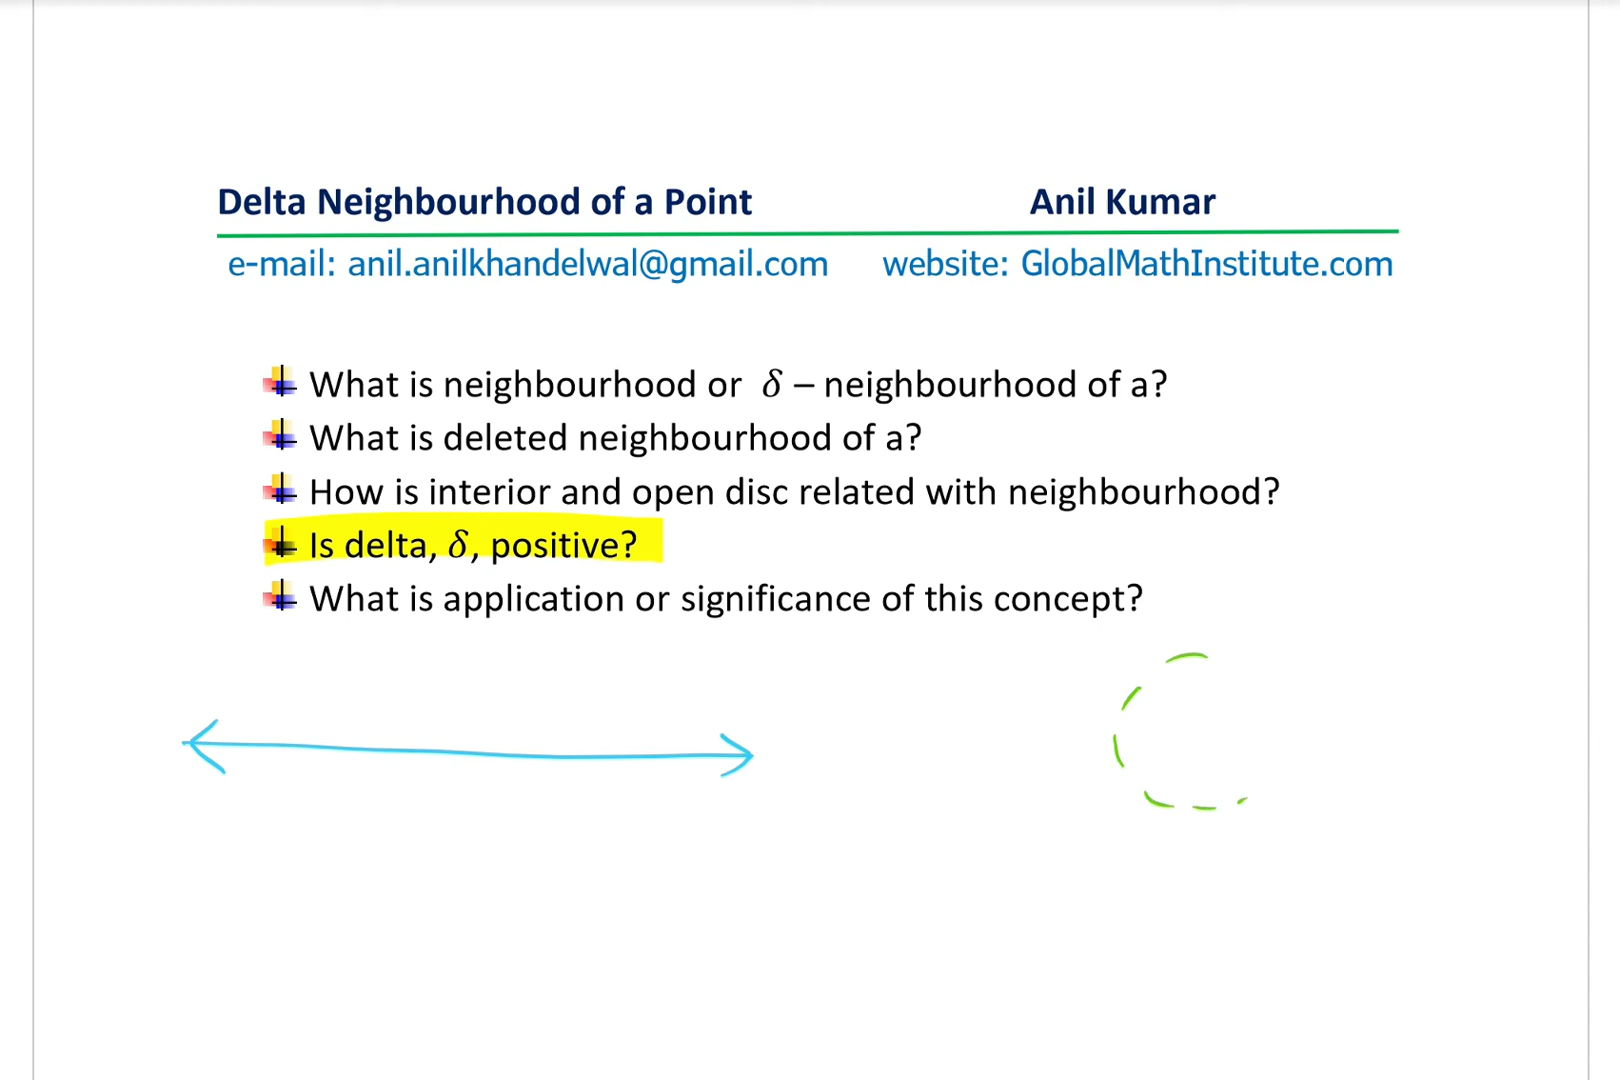 Delta Neighbourhood of a Point Anil Kumar
e-mail: anil.anilkhandelwal@gmail.com website: GlobalMathInstitute.com
What is neighbourhood or δ – neighbourhood of a?
What is deleted neighbourhood of a?
How is interior and open disc related with neighbourhood?
Is delta, δ, positive?
What is application or significance of this concept?